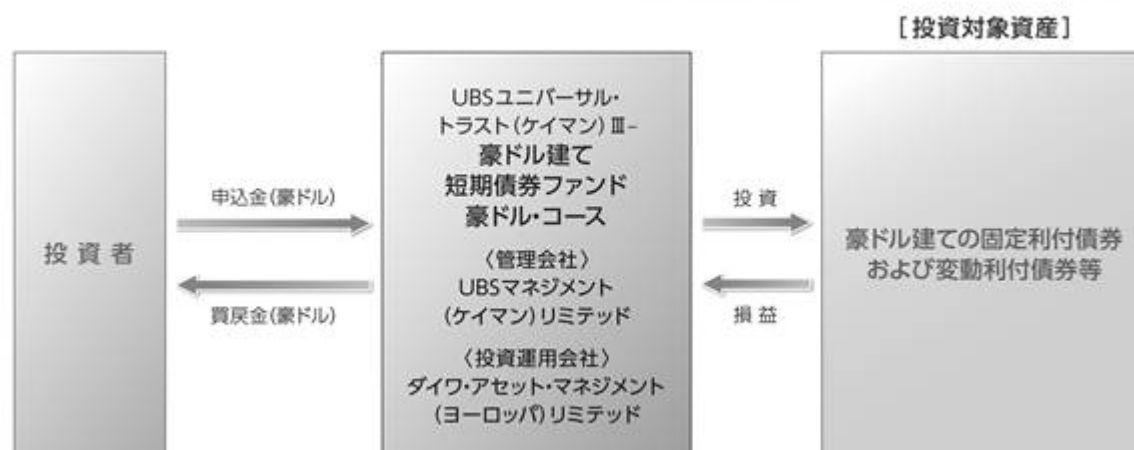 [投資対象資産]
投資者
申込金(豪ドル)
買戻金(豪ドル)
UBSユニバーサル・
トラスト(ケイマン)Ⅲ-
豪ドル建て
短期債券ファンド
豪ドル・コース
〈管理会社〉
UBSマネジメント
(ケイマン)リミテッド
〈投資運用会社〉
ダイワ・アセット・マネジメント
(ヨーロッパ)リミテッド
投資
損益
豪ドル建ての固定利付債券
および変動利付債券等